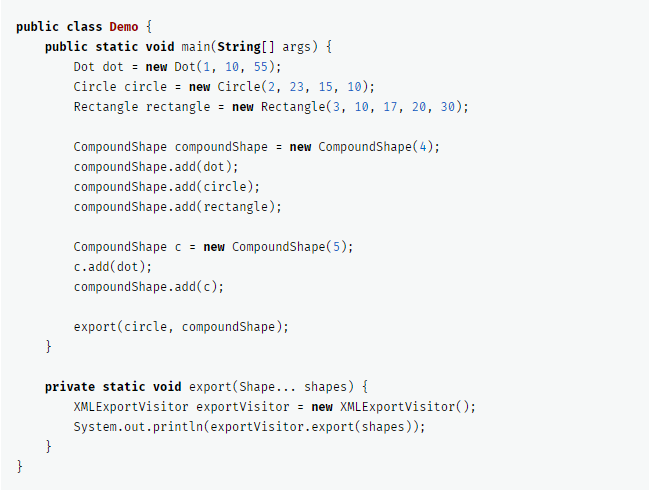 public class Demo {
    public static void main(String[] args) {
        Dot dot = new Dot(1, 10, 55);
        Circle circle = new Circle(2, 23, 15, 10);
        Rectangle rectangle = new Rectangle(3, 10, 17, 20, 30);

        CompoundShape compoundShape = new CompoundShape(4);
        compoundShape.add(dot);
        compoundShape.add(circle);
        compoundShape.add(rectangle);

        CompoundShape c = new CompoundShape(5);
        c.add(dot);
        compoundShape.add(c);

        export(circle, compoundShape);
    }

    private static void export(Shape... shapes) {
        XMLExportVisitor exportVisitor = new XMLExportVisitor();
        System.out.println(exportVisitor.export(shapes));
    }
}